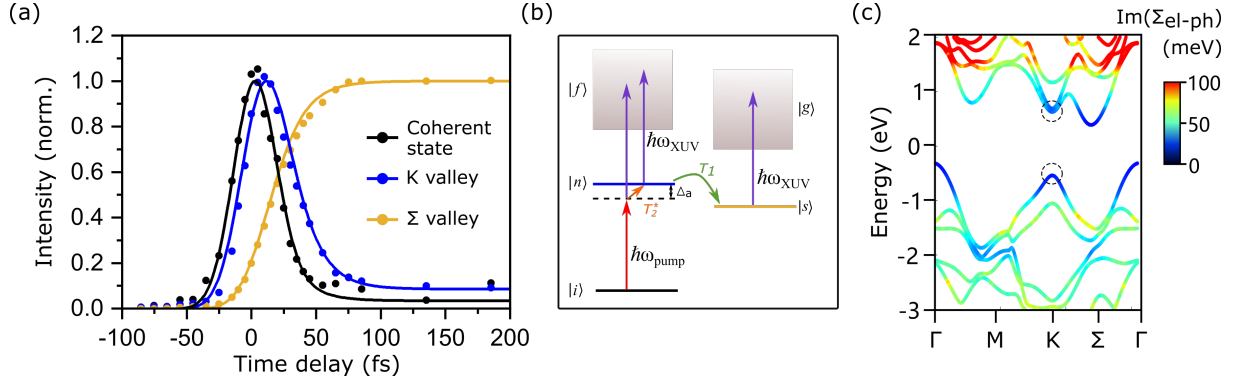 (a)
1.2
1.0
0.8
0.6
0.4
0.2
0.0
Intensity (norm.)
Coherent
state
K valley
Σ valley
-100 -50 0 50 100 150 200
Time delay (fs)
(b)
|f⟩
|g⟩
ℏωXUV
|n⟩
T1
Δa
ℏωXUV
T2*
|s⟩
ℏωpump
|i⟩
(c)
Im(Σel-ph)
(meV)
100
75
50
25
0
2
1
0
-1
-2
-3
Energy (eV)
Γ M K Σ Γ